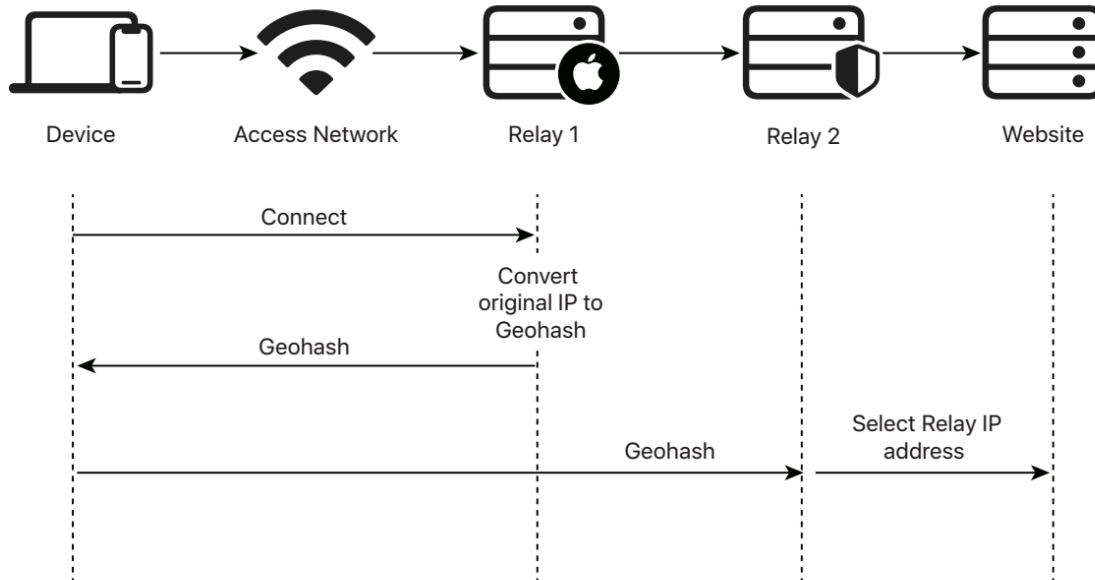 Device
Access Network
Relay 1
Relay 2
Website
Connect
Convert
original IP to
Geohash
Geohash
Geohash
Select Relay IP
address